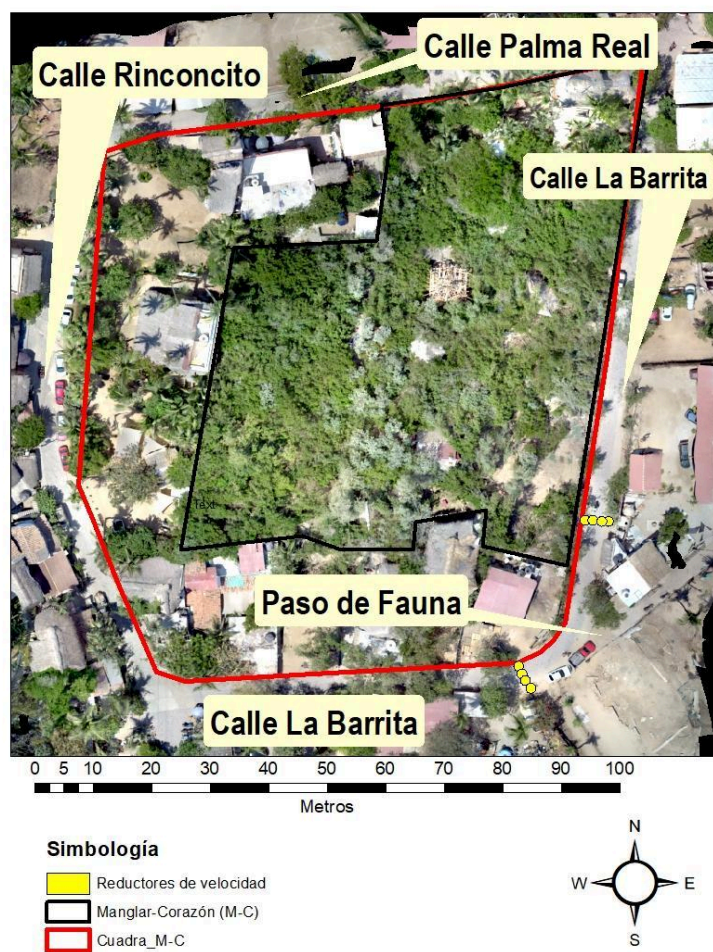 Calle Palma Real
Calle Rinconcito
Calle La Barrita
Text
Paso de Fauna
Calle La Barrita
0 5 10 20 30 40 50 60 70 80 90 100
Metros
Simbología
Reductores de velocidad
Manglar-Corazón (M-C)
Cuadra_M-C
N
W E
S